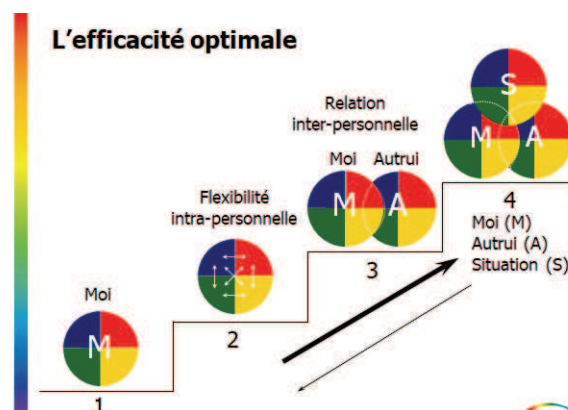 L'efficacité optimale
S
M A
4
Moi (M)
Autrui (A)
Situation (S)
Relation
inter-personnelle
Moi Autrui
M A
3
Flexibilité
intra-personnelle
2
Moi
M
1